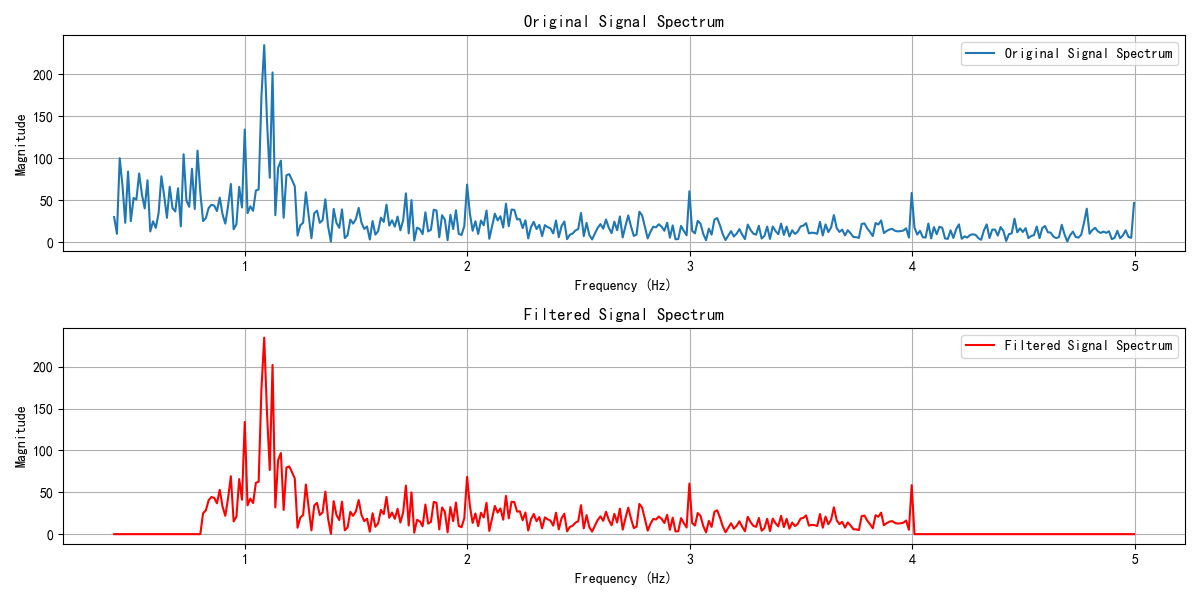 Original Signal Spectrum
Original Signal Spectrum
Magnitude
200
150
100
50
0
1
2
3
4
5
Frequency (Hz)
Filtered Signal Spectrum
Filtered Signal Spectrum
Magnitude
200
150
100
50
0
1
2
3
4
5
Frequency (Hz)